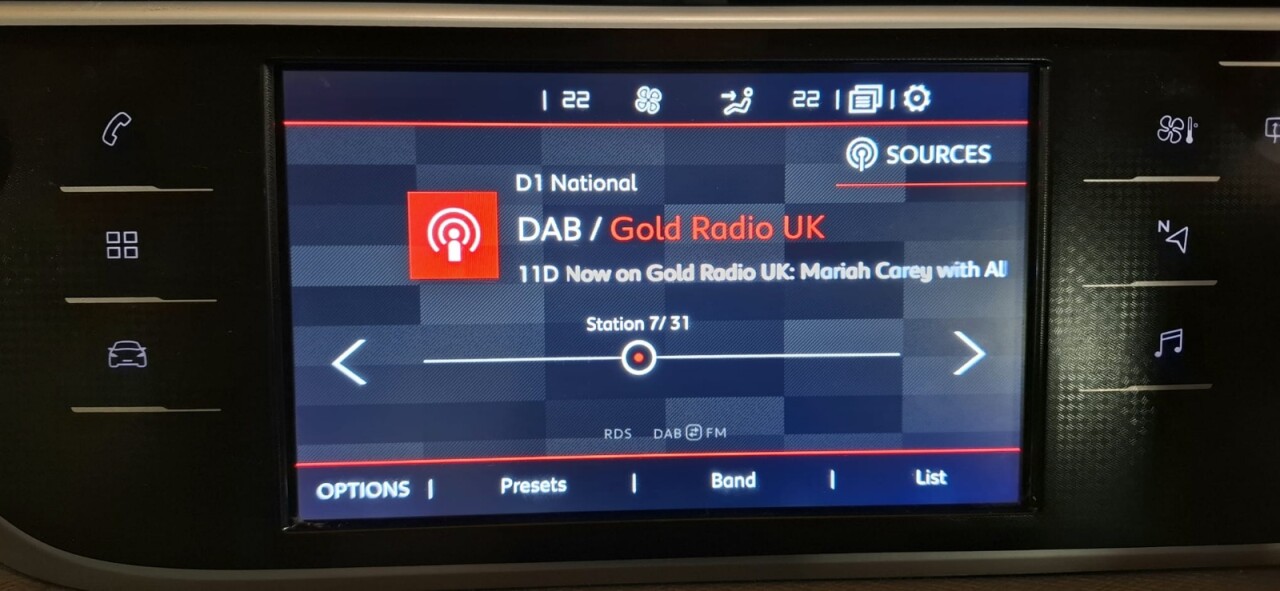 22 22
SOURCES
D1 National
DAB / Gold Radio UK
11D Now on Gold Radio UK: Mariah Carey with Al
Station 7/ 31
N
RDS DAB FM
OPTIONS | Presets | Band | List